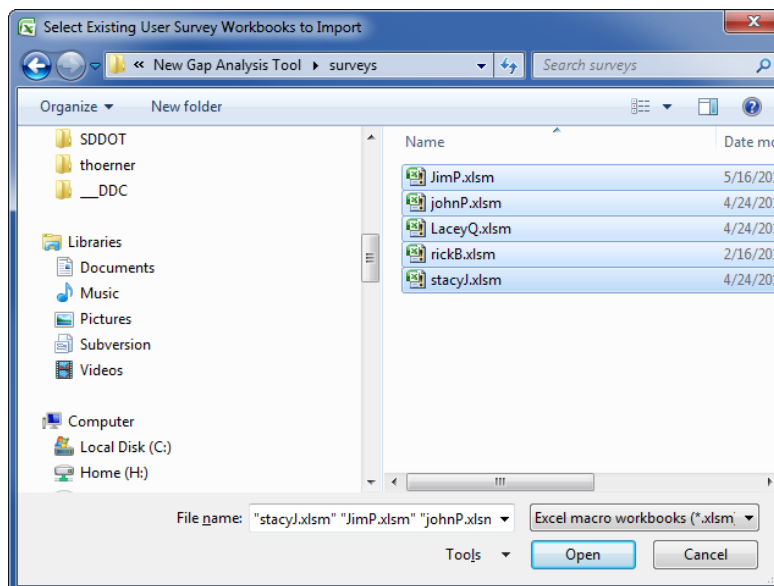 Select Existing User Survey Workbooks to Import
« New Gap Analysis Tool surveys
Search surveys
Organize New folder
SDDOT
thoerner
__DDC
Libraries
Documents
Music
Pictures
Subversion
Videos
Computer
Local Disk (C:)
Home (H:)
Name Date mo
JimP.xlsm 5/16/20
johnP.xlsm 4/24/20
LaceyQ.xlsm 4/24/20
rickB.xlsm 2/16/20
stacyJ.xlsm 4/24/20
File name: "stacyJ.xlsm" "JimP.xlsm" "johnP.xlsn
Excel macro workbooks (*.xlsm)
Tools Open Cancel